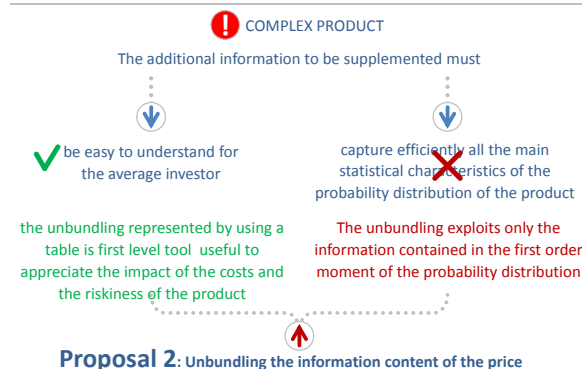 ! COMPLEX PRODUCT
The additional information to be supplemented must
be easy to understand for
the average investor
capture efficiently all the main
statistical characteristics of the
probability distribution of the product
the unbundling represented by using a
table is first level tool useful to
appreciate the impact of the costs and
the riskiness of the product
The unbundling exploits only the
information contained in the first order
moment of the probability distribution
Proposal 2: Unbundling the information content of the price